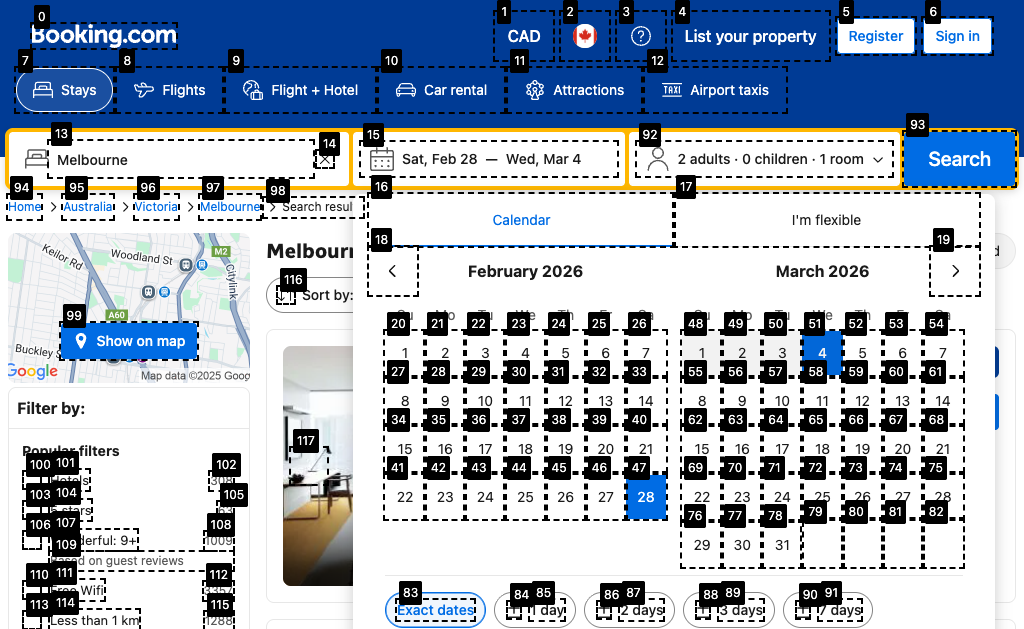 Booking.com
CAD
List your property
Register
Sign in
Stays
Flights
Flight + Hotel
Car rental
Attractions
Airport taxis
Melbourne
Sat, Feb 28 — Wed, Mar 4
2 adults · 0 children · 1 room
Search
Home > Australia > Victoria > Melbourne > Search resul
Calendar
I'm flexible
February 2026
March 2026
1 2 3 4 5 6 7
8 9 10 11 12 13 14
15 16 17 18 19 20 21
22 23 24 25 26 27 28
1 2 3 4 5 6 7
8 9 10 11 12 13 14
15 16 17 18 19 20 21
22 23 24 25 26 27 28
29 30 31
Exact dates
1 day
2 days
3 days
7 days
Keilor Rd
Woodland St
M2
Citylink
A60
Buckley
Show on map
Google
Map data ©2025 Goog
Sort by:
Filter by:
Popular filters
Hotels
308
5 stars
63
1009
Based on guest reviews
Free Wifi
3357
Less than 1 km
1288
0
1
2
3
4
5
6
7
8
9
10
11
12
13
14
15
92
93
94
95
96
97
98
16
17
18
19
99
116
117
20 21 22 23 24 25 26
48 49 50 51 52 53 54
27 28 29 30 31 32 33
55 56 57 58 59 60 61
34 35 36 37 38 39 40
62 63 64 65 66 67 68
41 42 43 44 45 46 47
69 70 71 72 73 74 75
76 77 78 79 80 81 82
83
84 85
86 87
88 89
90 91
100 101 102
103 104 105
106 107 108
109
110 111 112
113 114 115